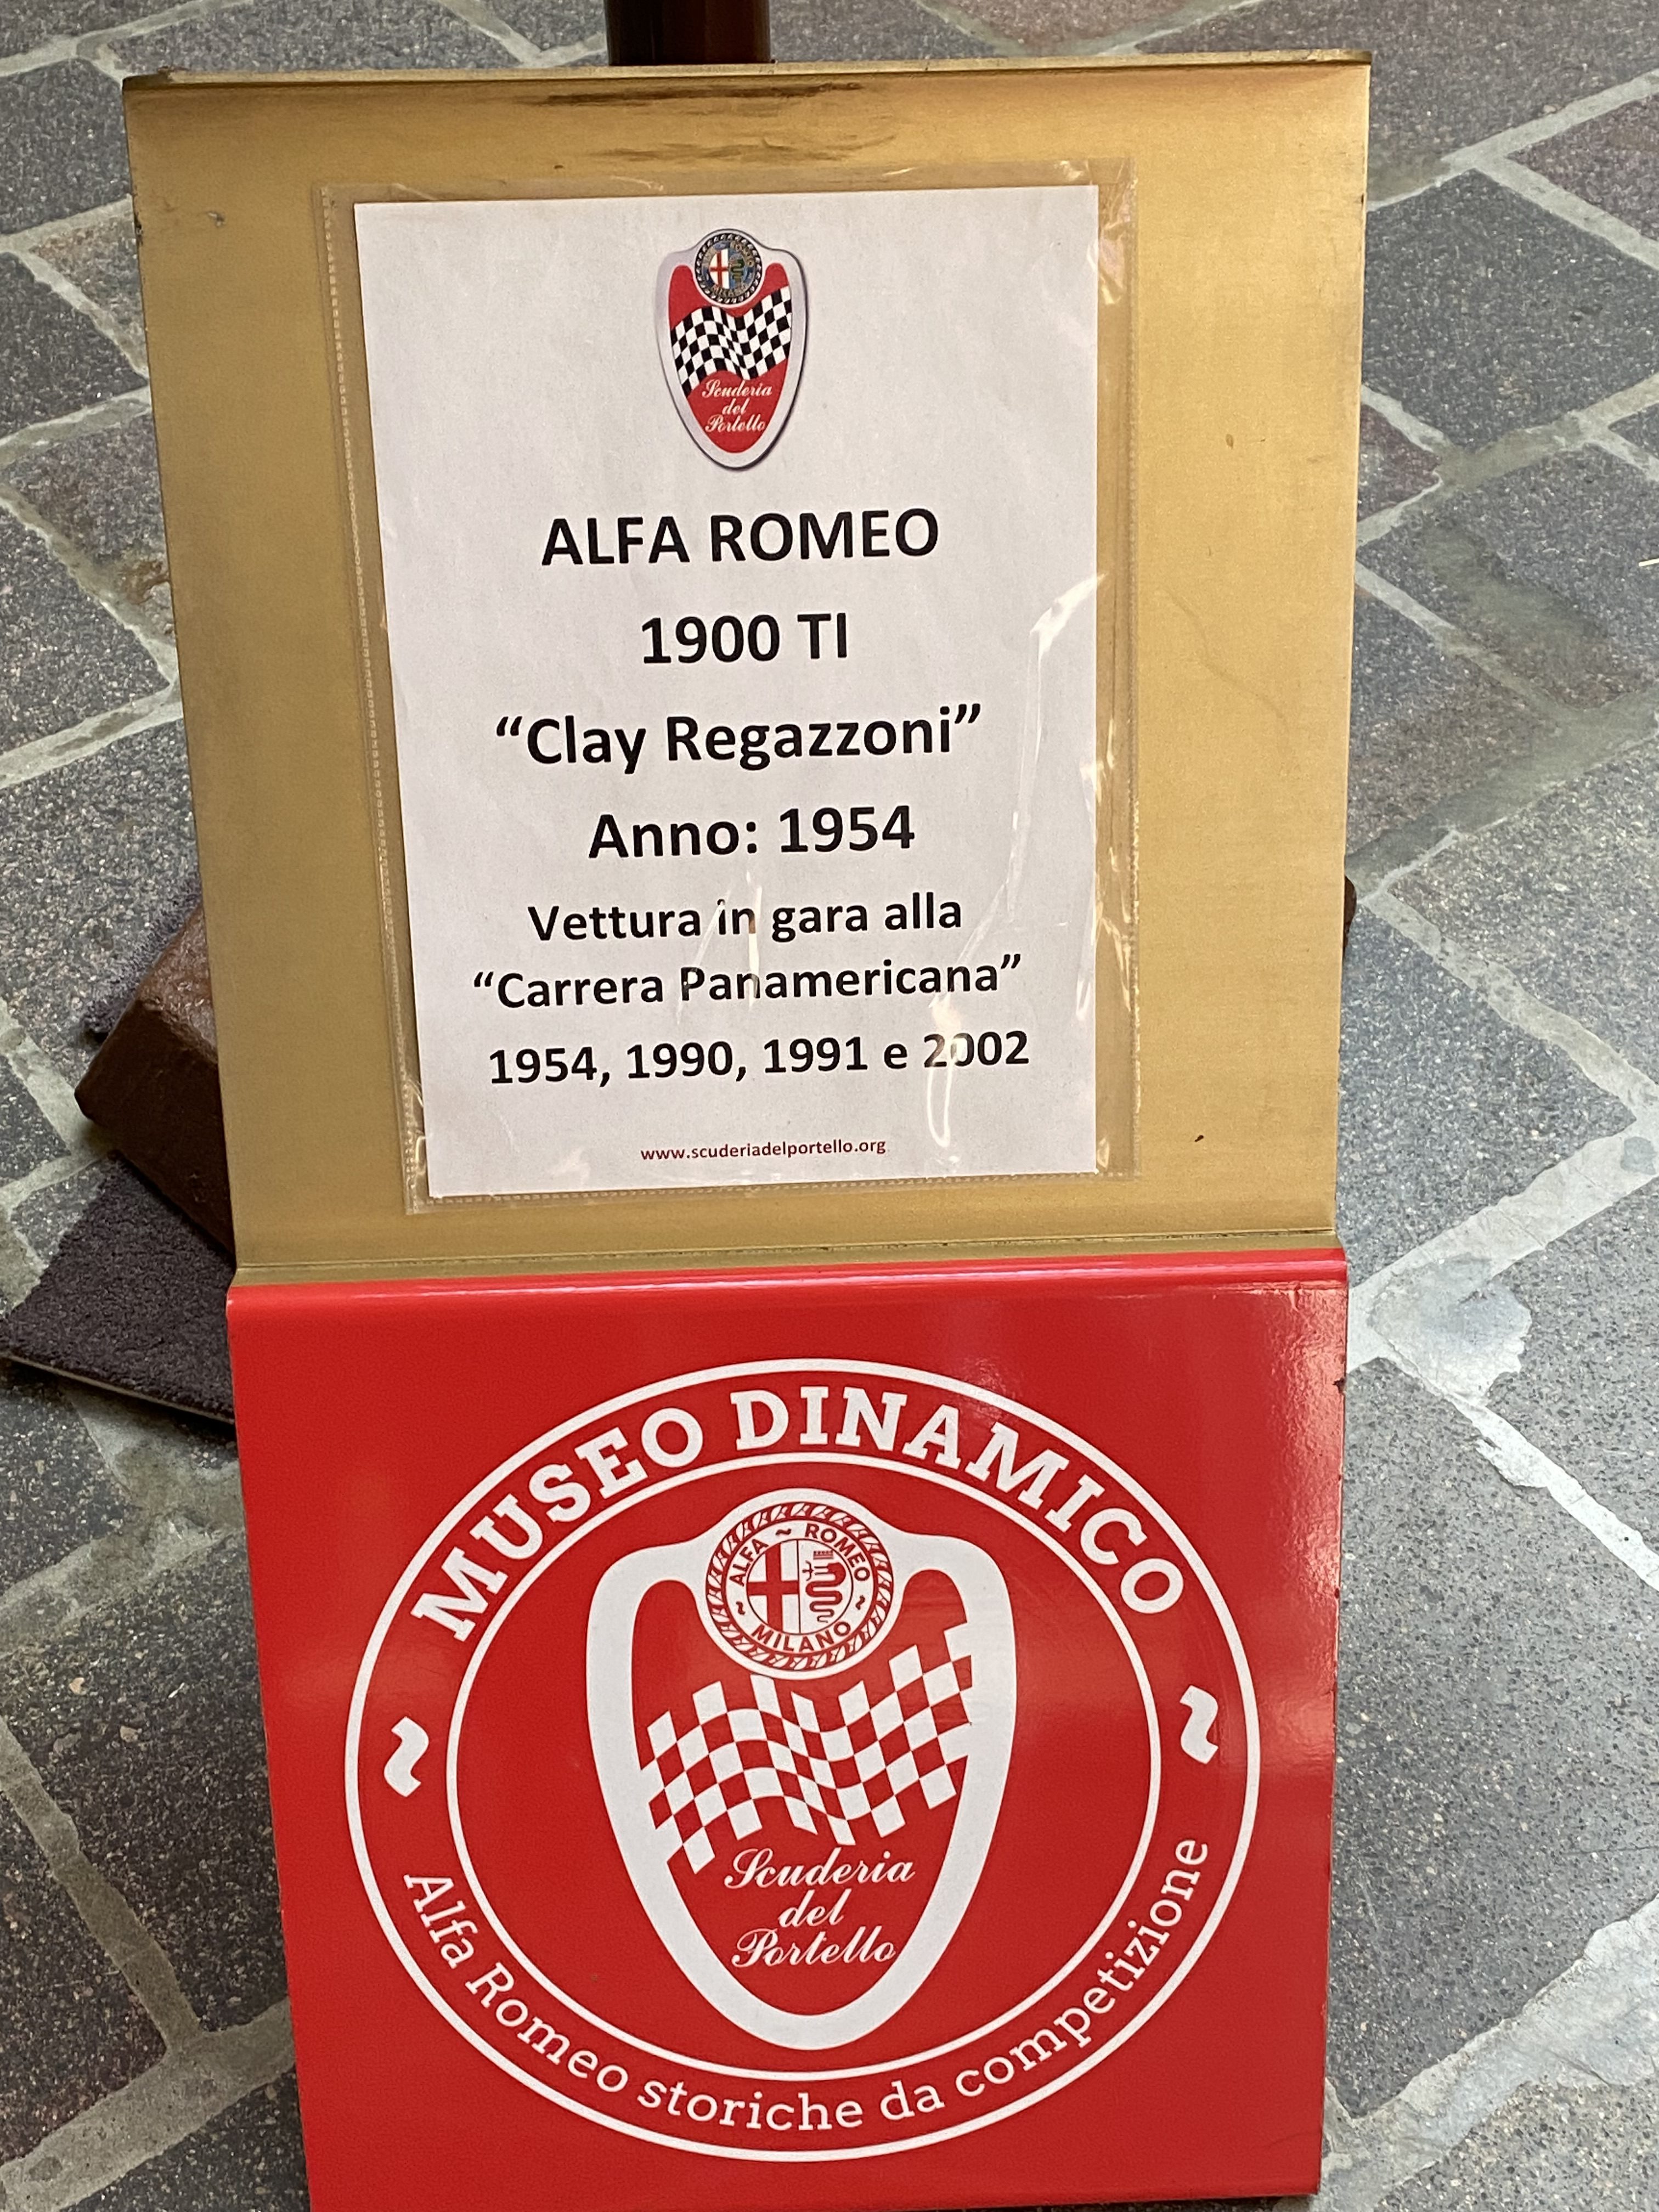 Scuderia
del
Portello
ALFA ROMEO
1900 TI
“Clay Regazzoni”
Anno: 1954
Vettura in gara alla
“Carrera Panamericana”
1954, 1990, 1991 e 2002
www.scuderiadelportello.org
MUSEO DINAMICO
ALFA ~ ROMEO
~ MILANO ~
Scuderia
del
Portello
Alfa Romeo storiche da competizione